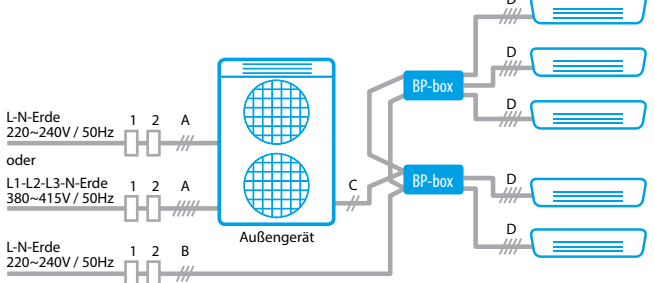 D
D
BP-box
D
L-N-Erde
220~240V / 50Hz
1 2 A
oder
L1-L2-L3-N-Erde
380~415V / 50Hz
1 2 A
C
BP-box
D
Außengerät
D
L-N-Erde
220~240V / 50Hz
1 2 B